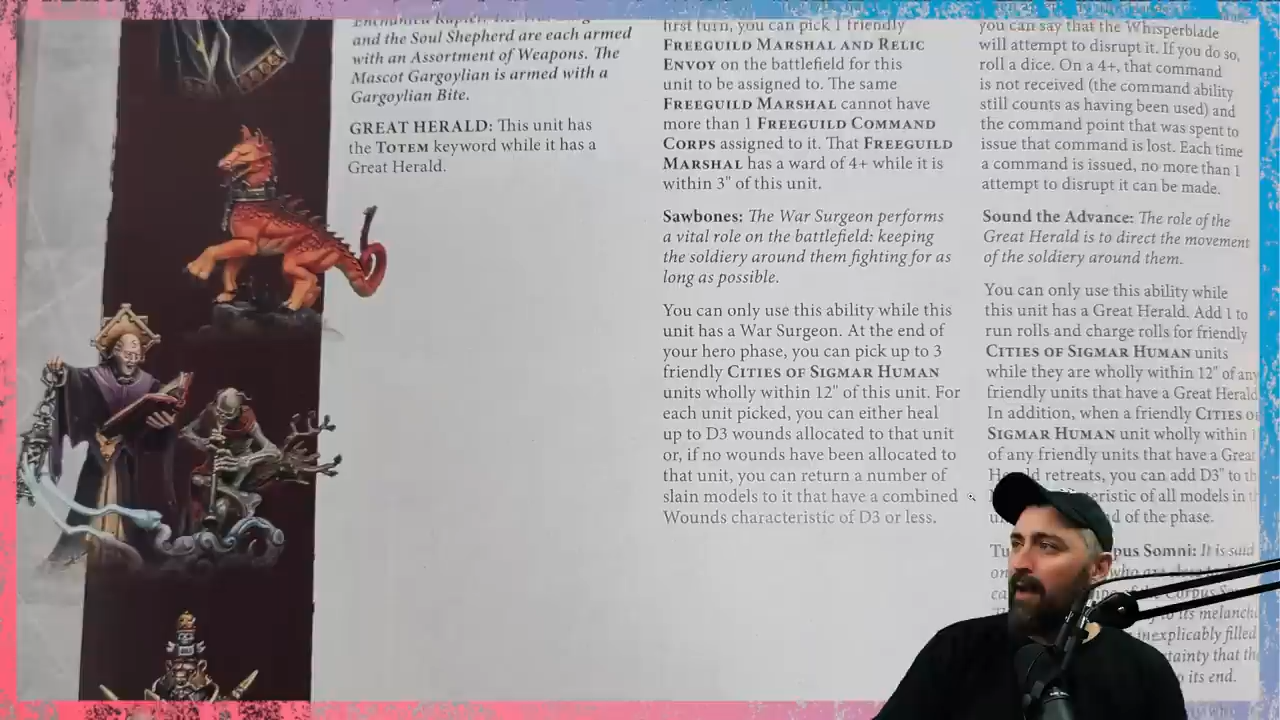 Enchanted Rapier, the
and the Soul Shepherd are each armed
with an Assortment of Weapons. The
Mascot Gargoylian is armed with a
Gargoylian Bite.
GREAT HERALD: This unit has
the TOTEM keyword while it has a
Great Herald.
first turn, you can pick 1 friendly
FREEGUILD MARSHAL AND RELIC
ENVOY on the battlefield for this
unit to be assigned to. The same
FREEGUILD MARSHAL cannot have
more than 1 FREEGUILD COMMAND
CORPS assigned to it. That FREEGUILD
MARSHAL has a ward of 4+ while it is
within 3" of this unit.
Sawbones: The War Surgeon performs
a vital role on the battlefield: keeping
the soldiery around them fighting for as
long as possible.
You can only use this ability while this
unit has a War Surgeon. At the end of
your hero phase, you can pick up to 3
friendly CITIES OF SIGMAR HUMAN
units wholly within 12" of this unit. For
each unit picked, you can either heal
up to D3 wounds allocated to that unit
or, if no wounds have been allocated to
that unit, you can return a number of
slain models to it that have a combined
Wounds characteristic of D3 or less.
you can say that the Whisperblade
will attempt to disrupt it. If you do so,
roll a dice. On a 4+, that command
is not received (the command ability
still counts as having been used) and
the command point that was spent to
issue that command is lost. Each time
a command is issued, no more than 1
attempt to disrupt it can be made.
Sound the Advance: The role of the
Great Herald is to direct the movement
of the soldiery around them.
You can only use this ability while
this unit has a Great Herald. Add 1 to
run rolls and charge rolls for friendly
CITIES OF SIGMAR HUMAN units
while they are wholly within 12" of any
friendly units that have a Great Herald
In addition, when a friendly CITIES
SIGMAR HUMAN unit wholly within
of any friendly units that have a Great
retreats, you can add D3" to
of all models in
of the phase.
Somni: It is said
who are
of the
its
inexplicably filled
that
its end.